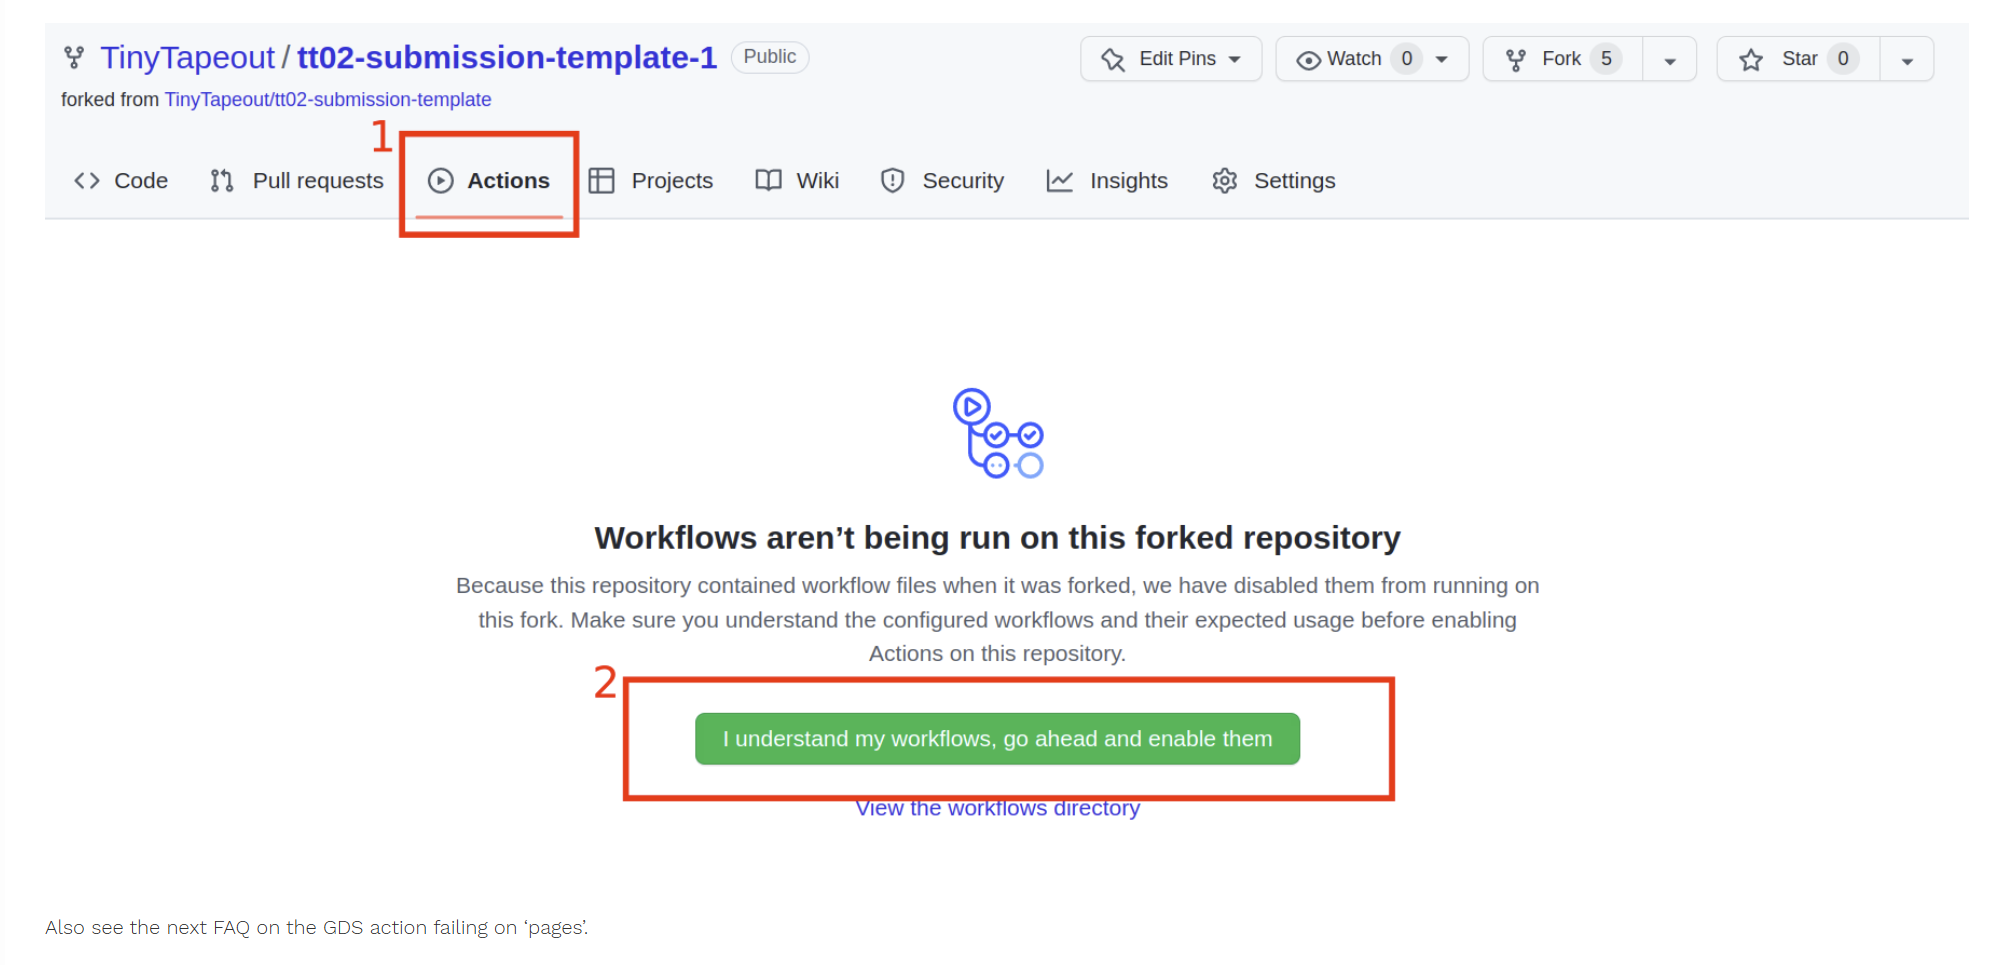 TinyTapeout / tt02-submission-template-1 Public
Edit Pins Watch 0 Fork 5 Star 0
forked from TinyTapeout/tt02-submission-template
1
Code Pull requests Actions Projects Wiki Security Insights Settings
Workflows aren’t being run on this forked repository
Because this repository contained workflow files when it was forked, we have disabled them from running on
this fork. Make sure you understand the configured workflows and their expected usage before enabling
Actions on this repository.
2
I understand my workflows, go ahead and enable them
View the workflows directory
Also see the next FAQ on the GDS action failing on ‘pages’.